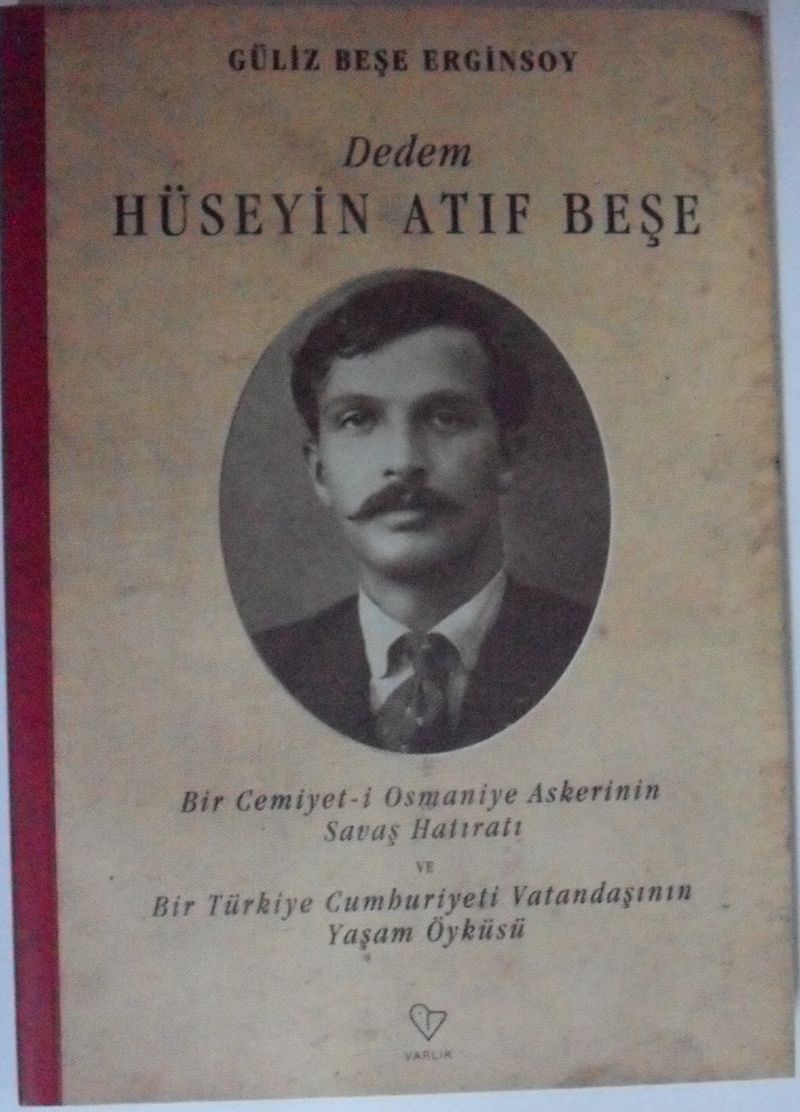 GÜLİZ BEŞE ERGİNSOY
Dedem
HÜSEYİN ATIF BEŞE
Bir Cemiyet-i Osmaniye Askerinin
Savaş Hatıratı
VE
Bir Türkiye Cumhuriyeti Vatandaşının
Yaşam Öyküsü
VARLIK